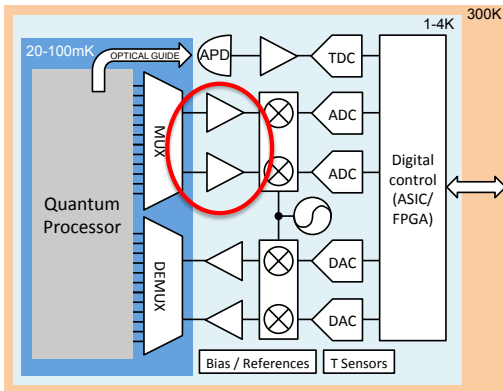 300K
1-4K
20-100mK
OPTICAL GUIDE
APD
TDC
MUX
ADC
ADC
Quantum
Processor
Digital
control
(ASIC/
FPGA)
DEMUX
DAC
DAC
Bias / References
T Sensors